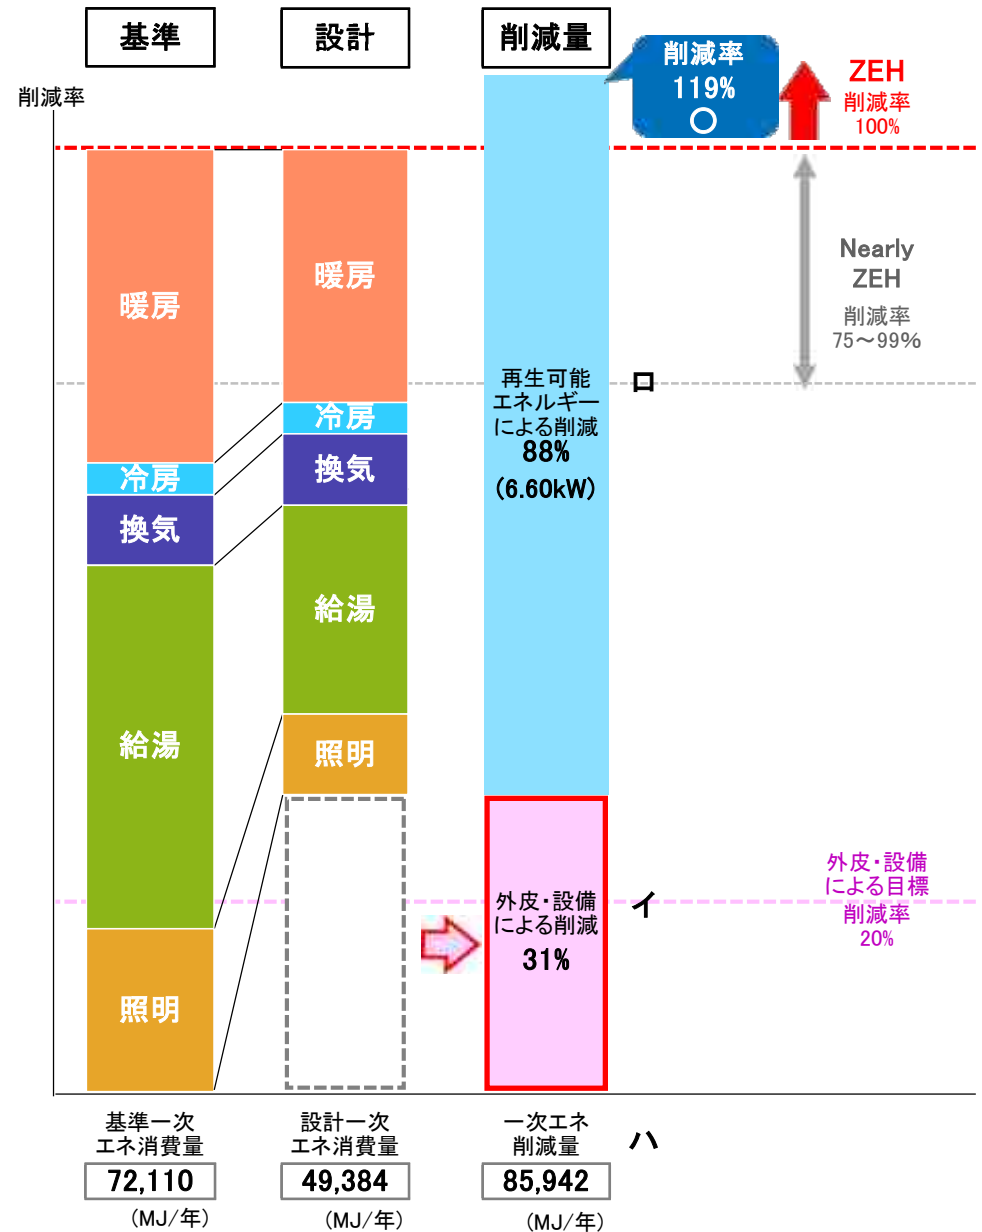 基準
設計
削減量
削減率
削減率
119%
○
ZEH
削減率
100%
暖房
冷房
換気
給湯
照明
暖房
冷房
換気
給湯
照明
再生可能
エネルギー
による削減
88%
(6.60kW)
ロ
Nearly
ZEH
削減率
75～99%
外皮・設備
による削減
31%
イ
外皮・設備
による目標
削減率
20%
基準一次
エネ消費量
72,110
(MJ/年)
設計一次
エネ消費量
49,384
(MJ/年)
一次エネ
削減量
85,942
(MJ/年)
ハ